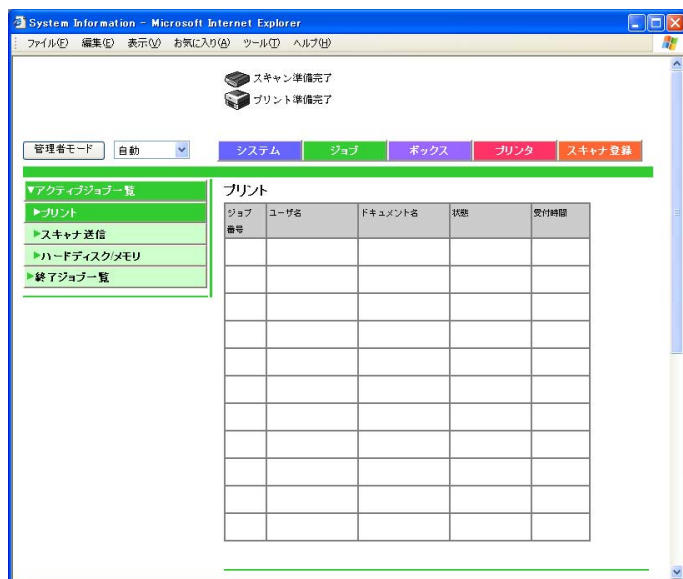 System Information - Microsoft Internet Explorer
ファイル(F) 編集(E) 表示(V) お気に入り(A) ツール(T) ヘルプ(H)
スキャン準備完了
プリント準備完了
管理者モード 自動 システム ジョブ ボックス プリンタ スキャナ登録
▼アクティブジョブ一覧
▶プリント
▶スキャナ送信
▶ハードディスク/メモリ
▶終了ジョブ一覧
プリント
ジョブ番号 ユーザ名 ドキュメント名 状態 受付時間